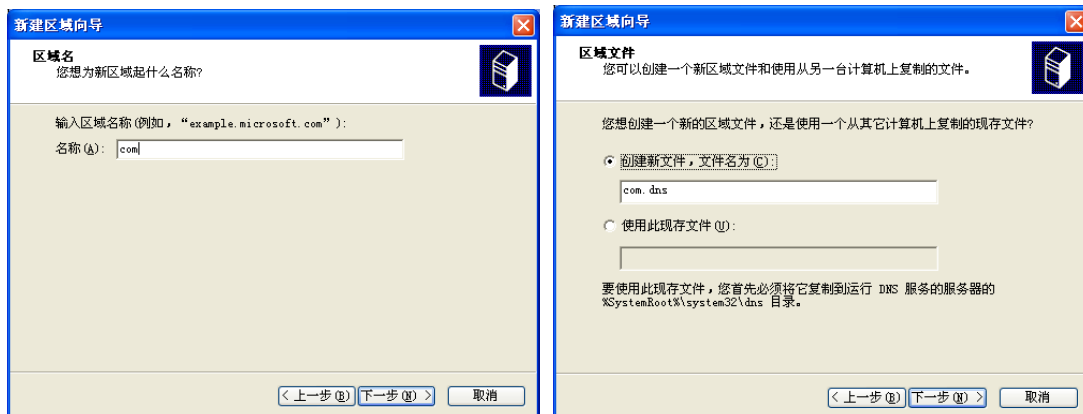 新建区域向导
区域名
您想为新区域起什么名称?
输入区域名称(例如，“example.microsoft.com”):
名称(A): com
< 上一步(B) 下一步(N) > 取消
新建区域向导
区域文件
您可以创建一个新区域文件和使用从另一台计算机上复制的文件。
您想创建一个新的区域文件，还是使用一个从其它计算机上复制的现存文件?
创建新文件，文件名为(C):
com.dns
使用此现存文件(U):
要使用此现存文件，您首先必须将它复制到运行 DNS 服务的服务器的
%SystemRoot%\system32\dns 目录。
< 上一步(B) 下一步(N) > 取消